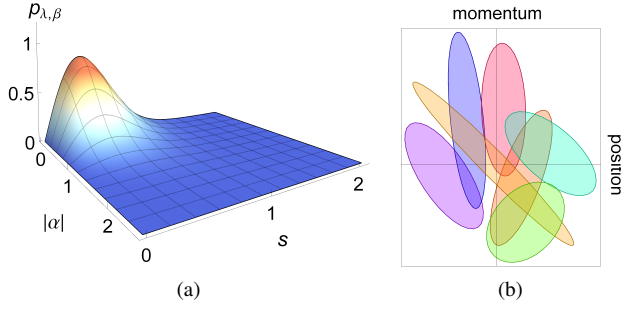 p_{λ,β}
1
0.5
0
0
1
2
|α|
0
1
2
s
(a)
momentum
position
(b)